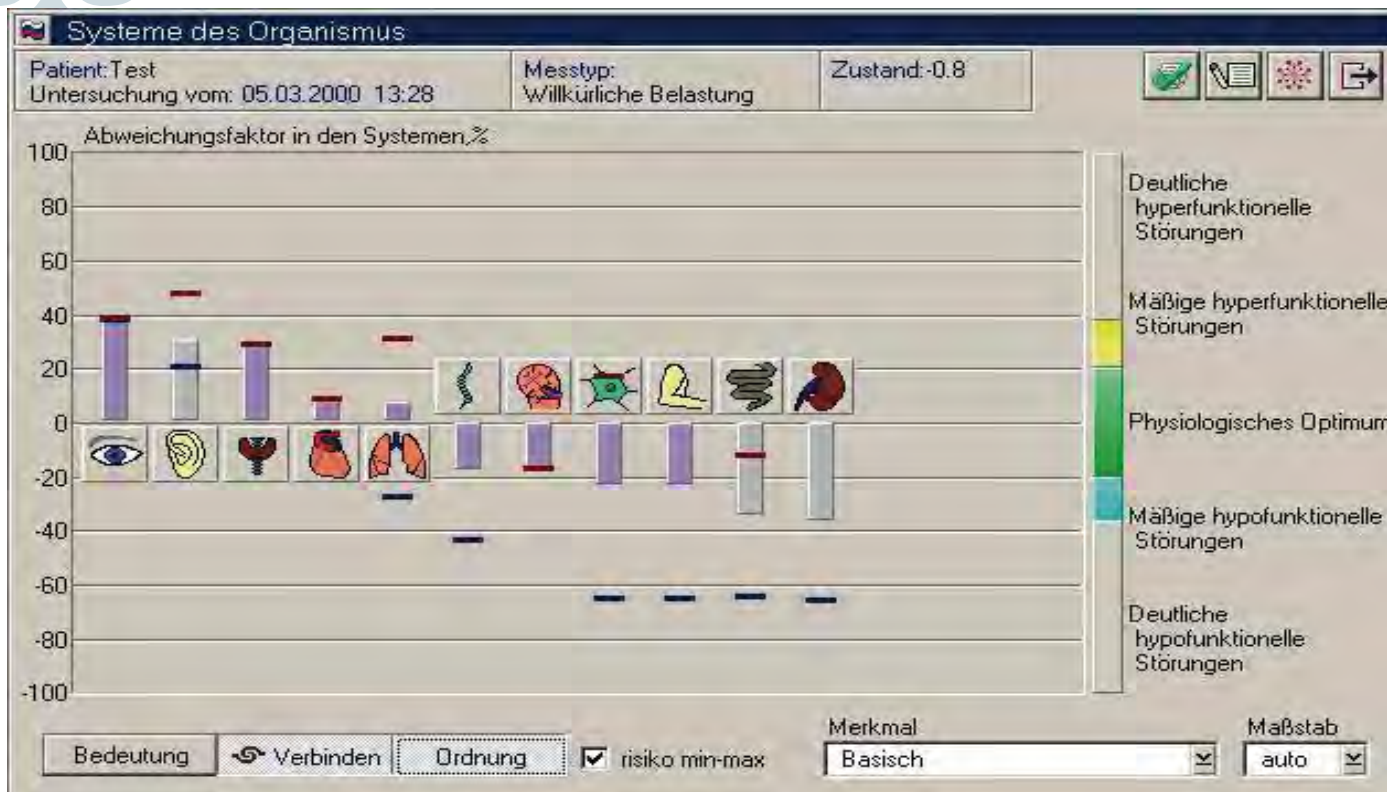 Systeme des Organismus
Patient:Test
Untersuchung vom: 05.03.2000 13:28
Messtyp:
Willkürliche Belastung
Zustand:-0.8
Abweichungsfaktor in den Systemen,%
100
80
60
40
20
0
-20
-40
-60
-80
-100
Deutliche
hyperfunktionelle
Störungen
Mäßige hyperfunktionelle
Störungen
Physiologisches Optimum
Mäßige hypofunktionelle
Störungen
Deutliche
hypofunktionelle
Störungen
Bedeutung
Verbinden
Ordnung
risiko min-max
Merkmal
Basisch
Maßstab
auto